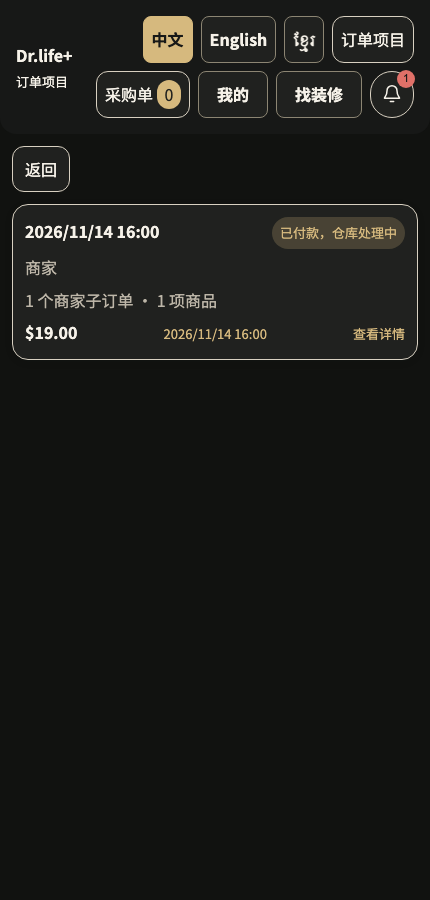 Dr.life+
订单项目
中文
English
ខ្មែរ
订单项目
采购单 0
我的
找装修
1
返回
2026/11/14 16:00
已付款，仓库处理中
商家
1 个商家子订单 · 1 项商品
$19.00
2026/11/14 16:00
查看详情